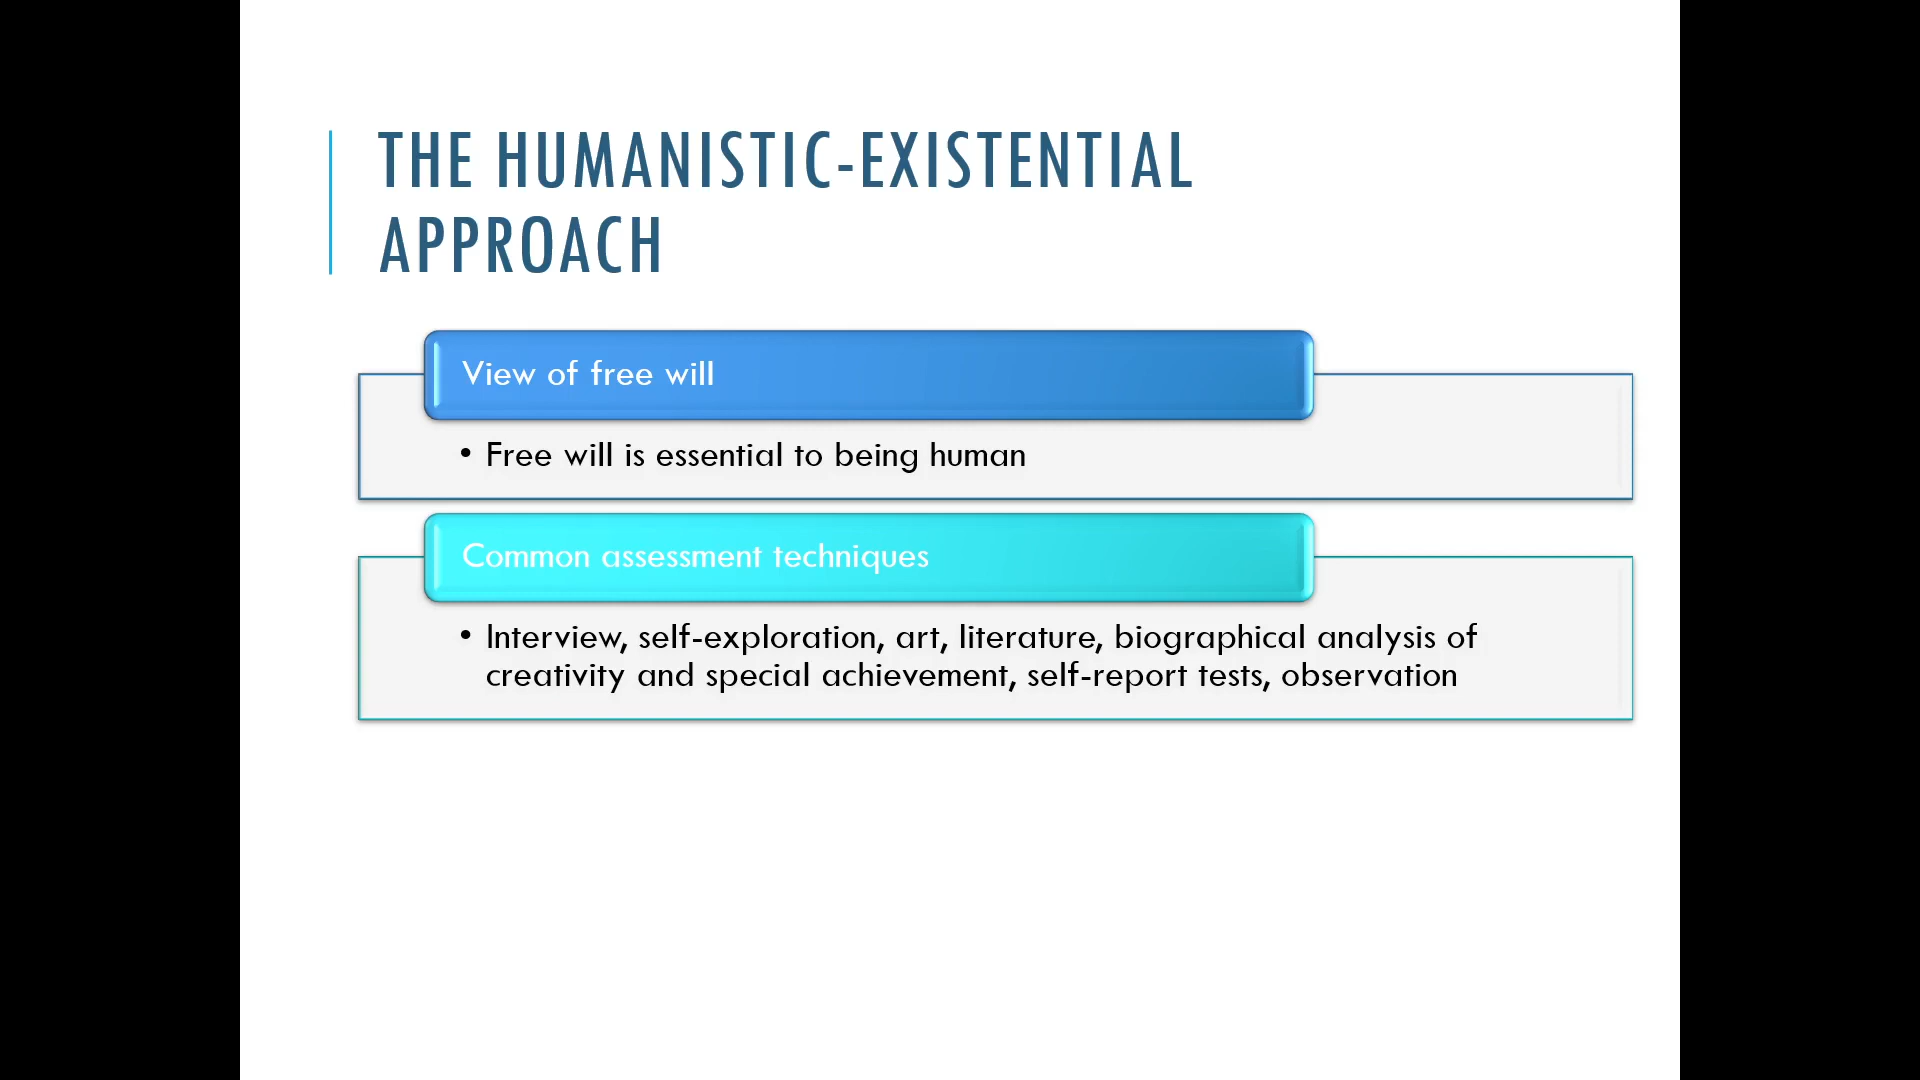 THE HUMANISTIC-EXISTENTIAL
APPROACH
View of free will
• Free will is essential to being human
Common assessment techniques
• Interview, self-exploration, art, literature, biographical analysis of
creativity and special achievement, self-report tests, observation